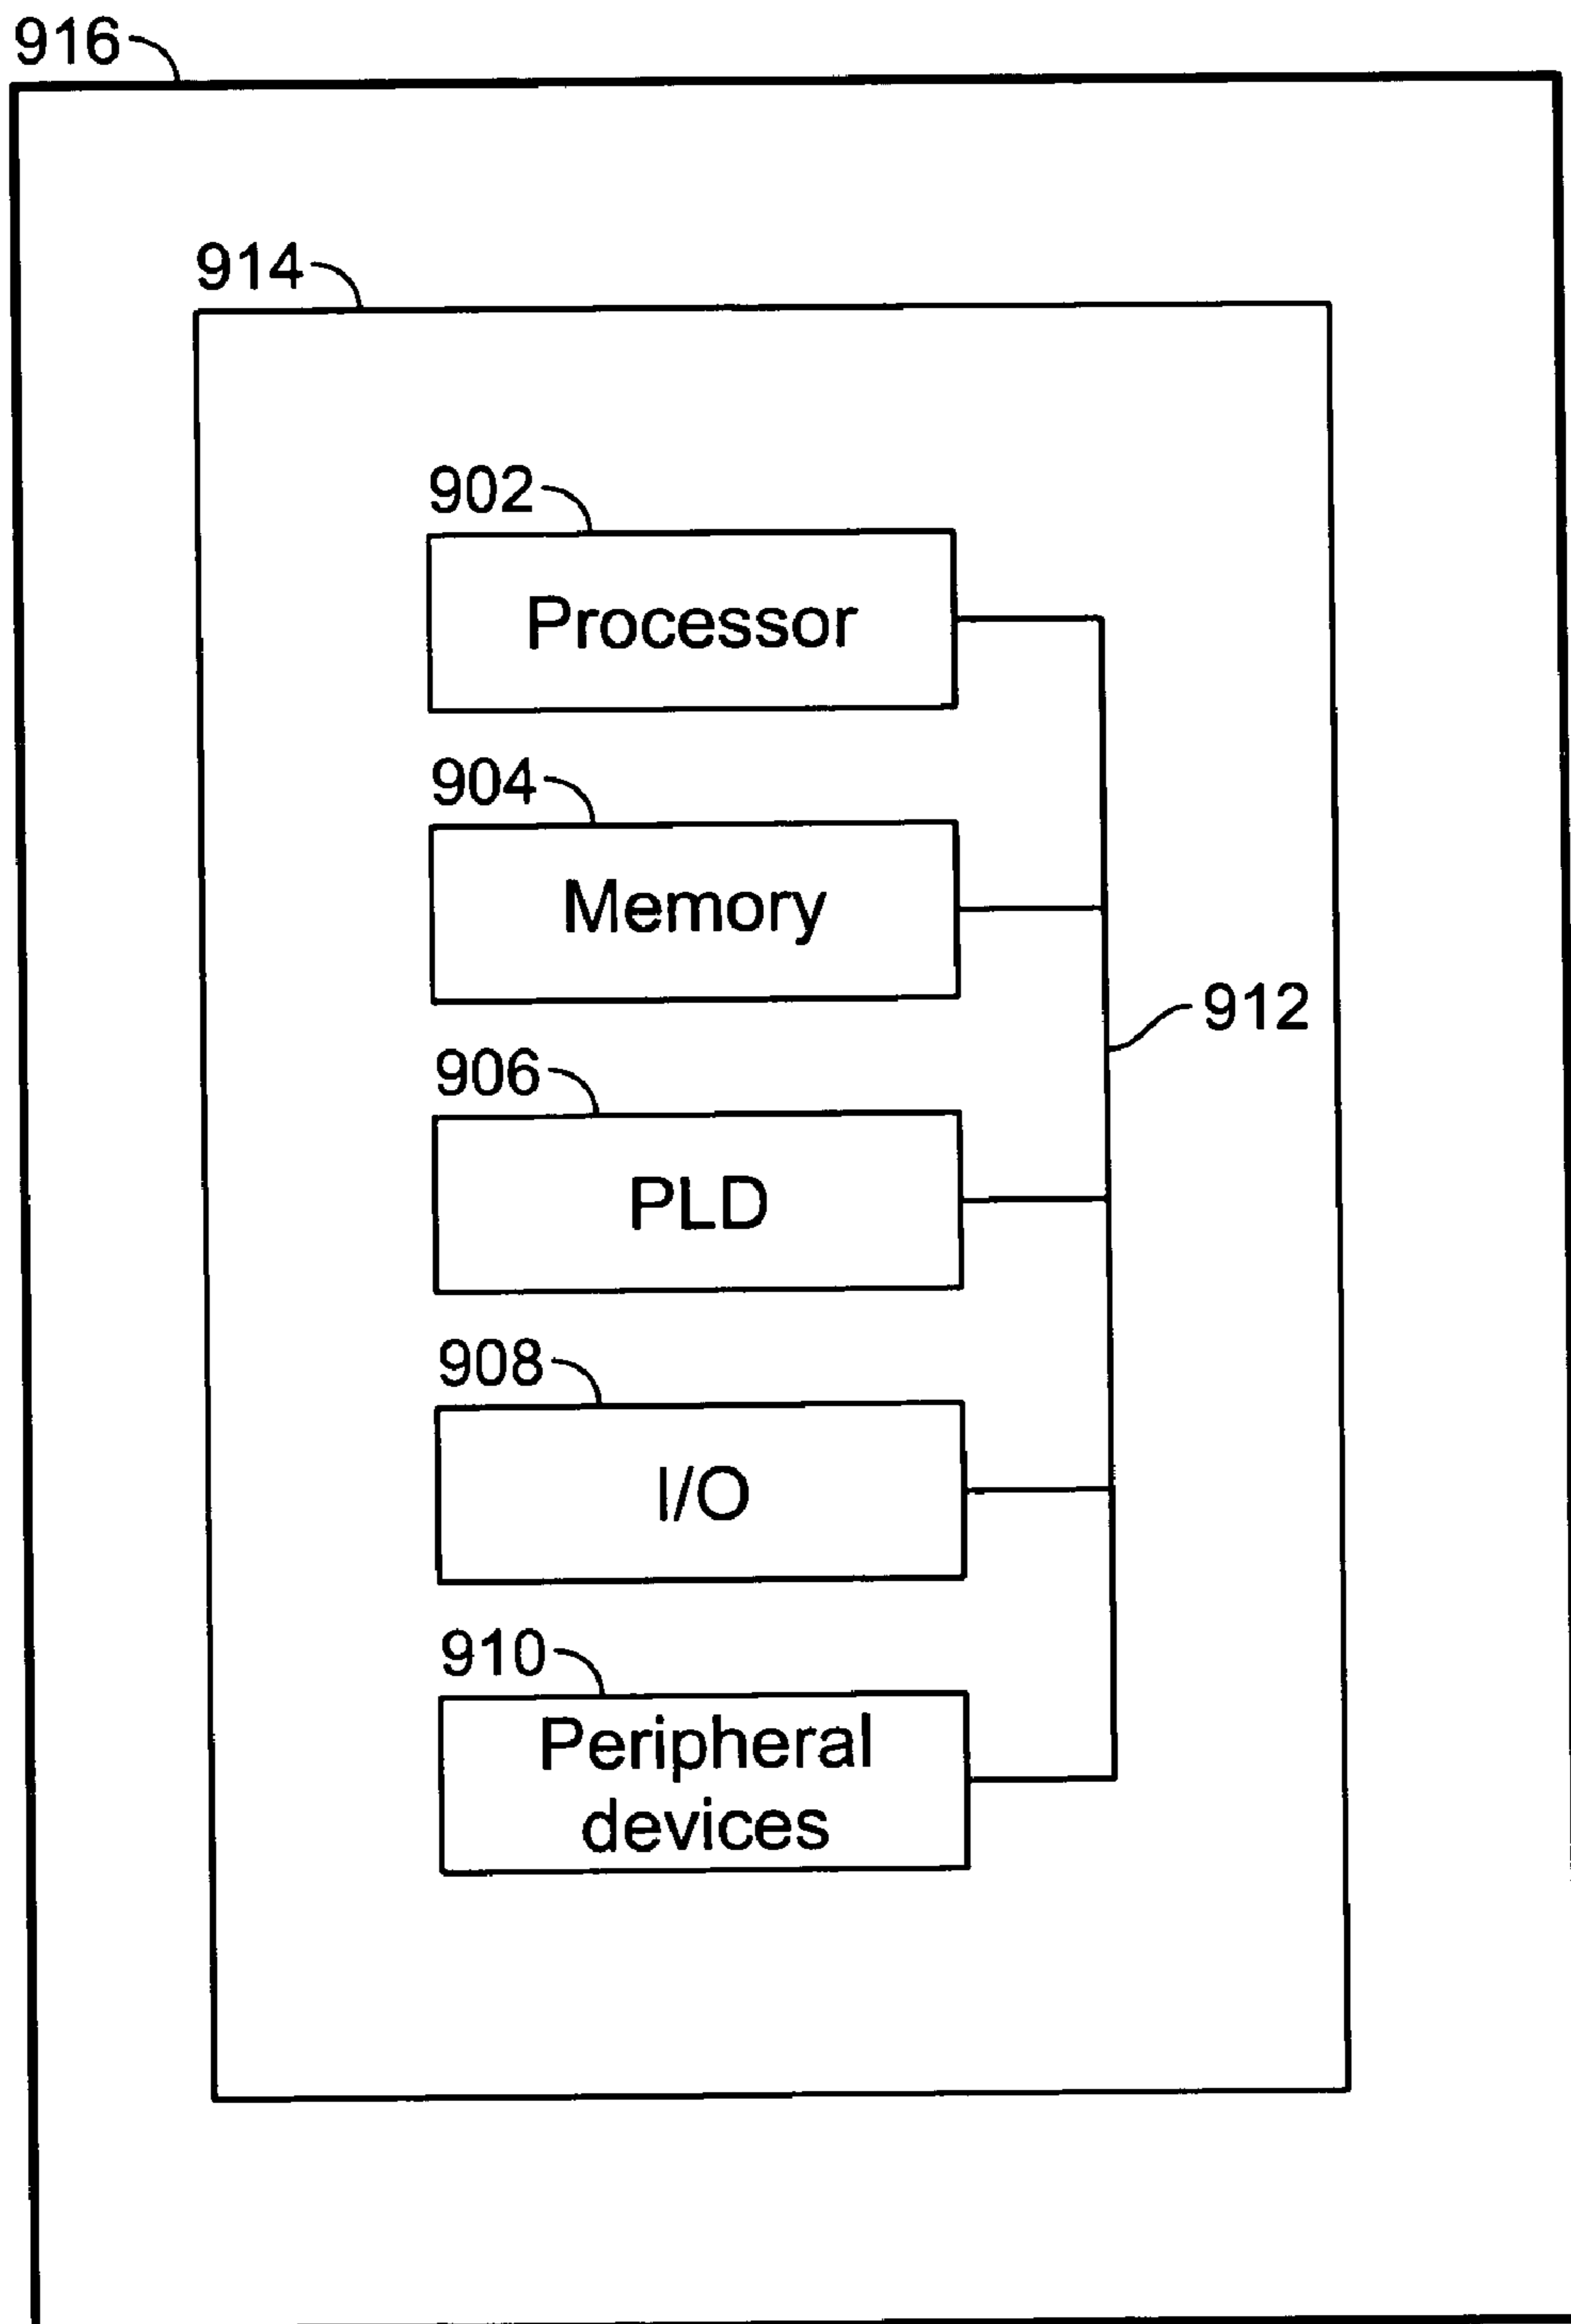 916
914
902
Processor
904
Memory
912
906
PLD
908
I/O
910
Peripheral
devices